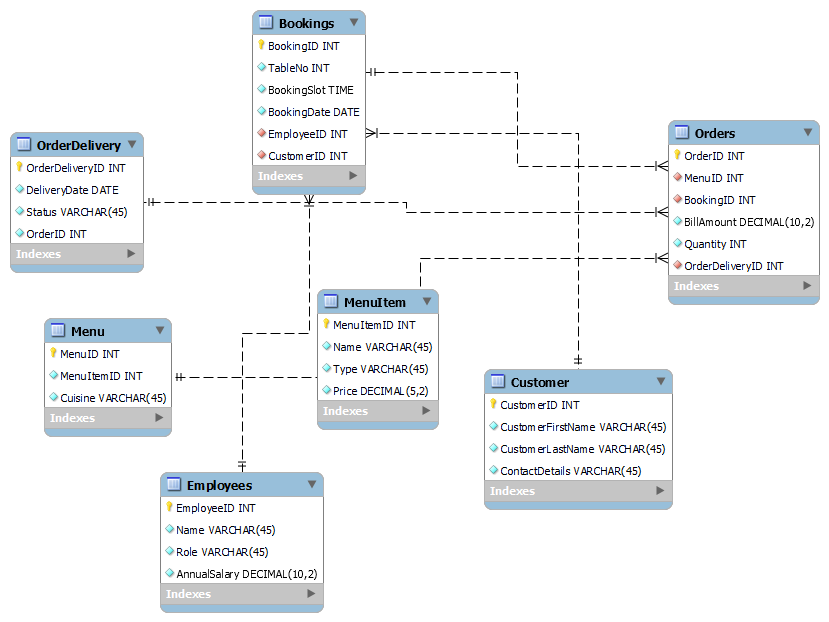 Bookings
BookingID INT
TableNo INT
BookingSlot TIME
BookingDate DATE
EmployeeID INT
CustomerID INT
Indexes
OrderDelivery
OrderDeliveryID INT
DeliveryDate DATE
Status VARCHAR(45)
OrderID INT
Indexes
Orders
OrderID INT
MenuID INT
BookingID INT
BillAmount DECIMAL(10,2)
Quantity INT
OrderDeliveryID INT
Indexes
Menu
MenuID INT
MenuItemID INT
Cuisine VARCHAR(45)
Indexes
MenuItem
MenuItemID INT
Name VARCHAR(45)
Type VARCHAR(45)
Price DECIMAL(5,2)
Indexes
Customer
CustomerID INT
CustomerFirstName VARCHAR(45)
CustomerLastName VARCHAR(45)
ContactDetails VARCHAR(45)
Indexes
Employees
EmployeeID INT
Name VARCHAR(45)
Role VARCHAR(45)
AnnualSalary DECIMAL(10,2)
Indexes